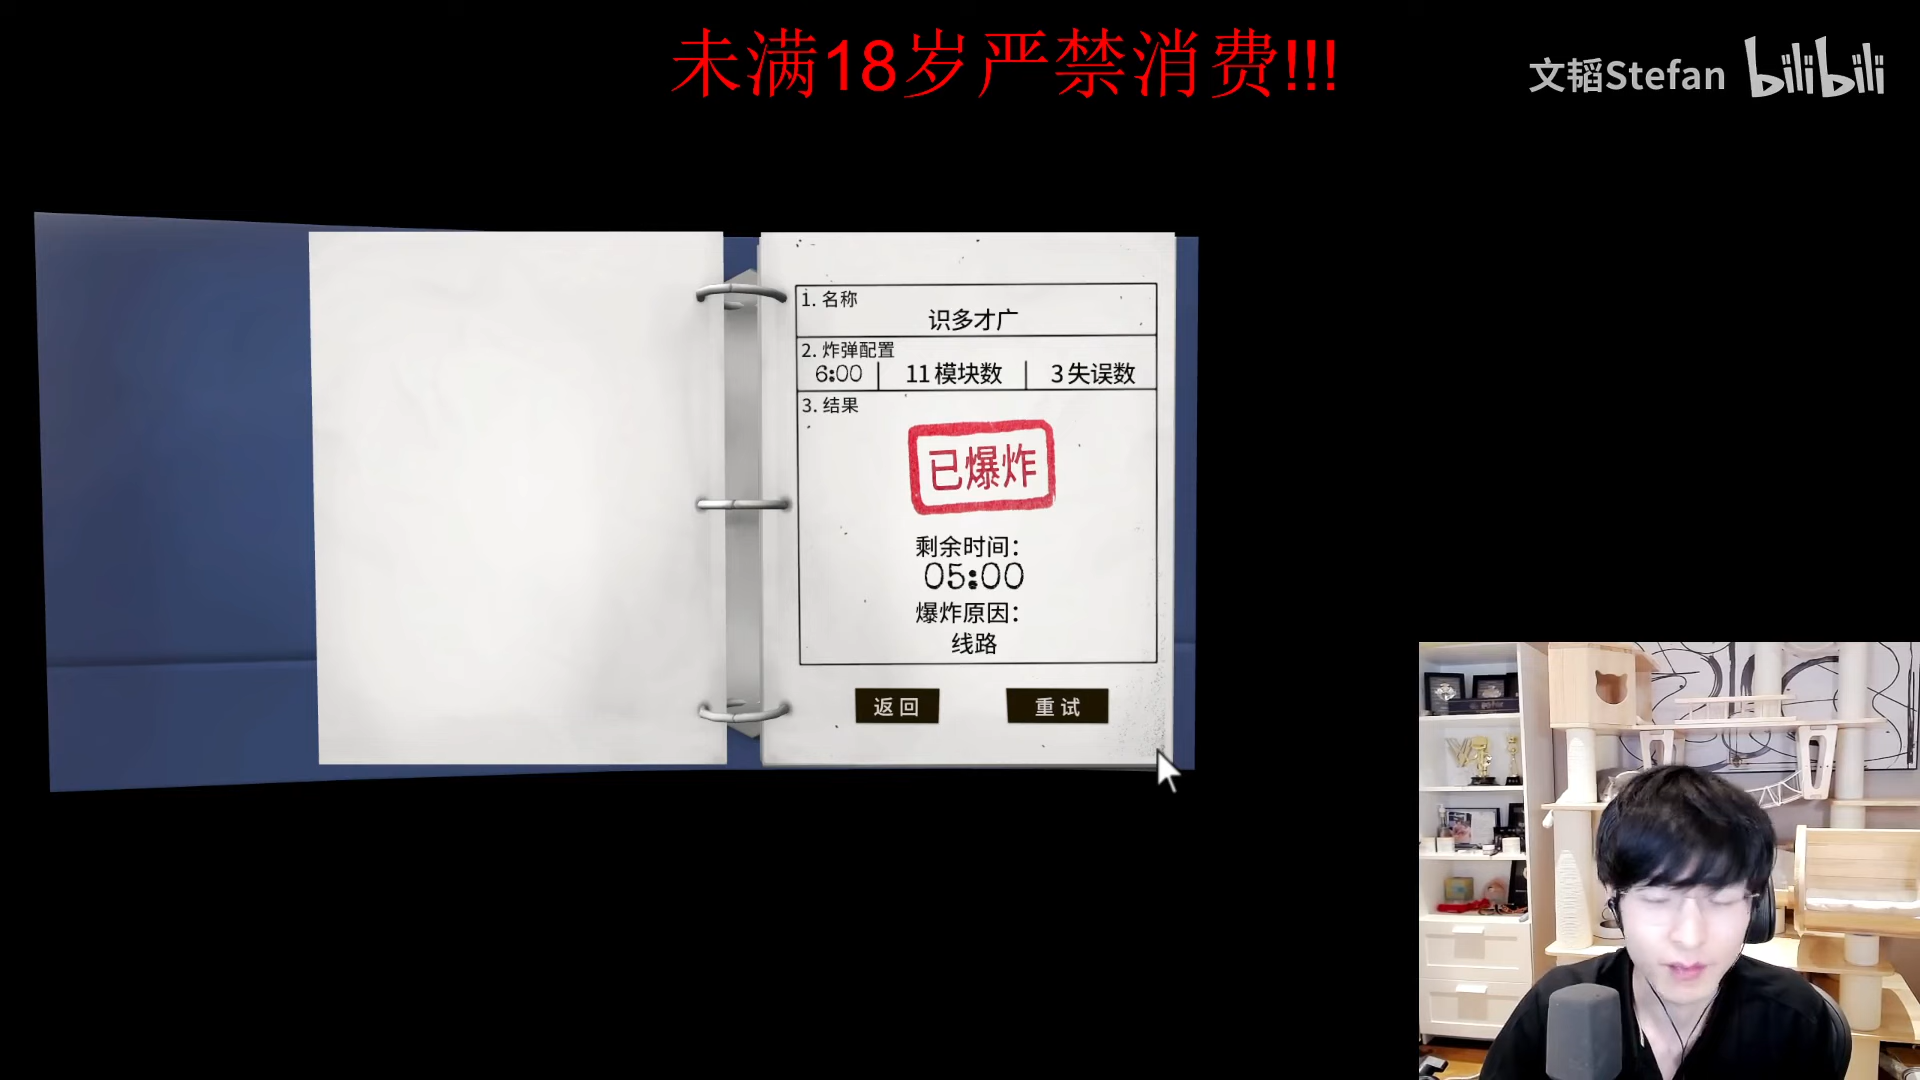 未满18岁严禁消费!!!
文韬Stefan bilibili
1. 名称
识多才广
2. 炸弹配置
6:00 | 11 模块数 | 3 失误数
3. 结果
已爆炸
剩余时间:
05:00
爆炸原因:
线路
返回
重试